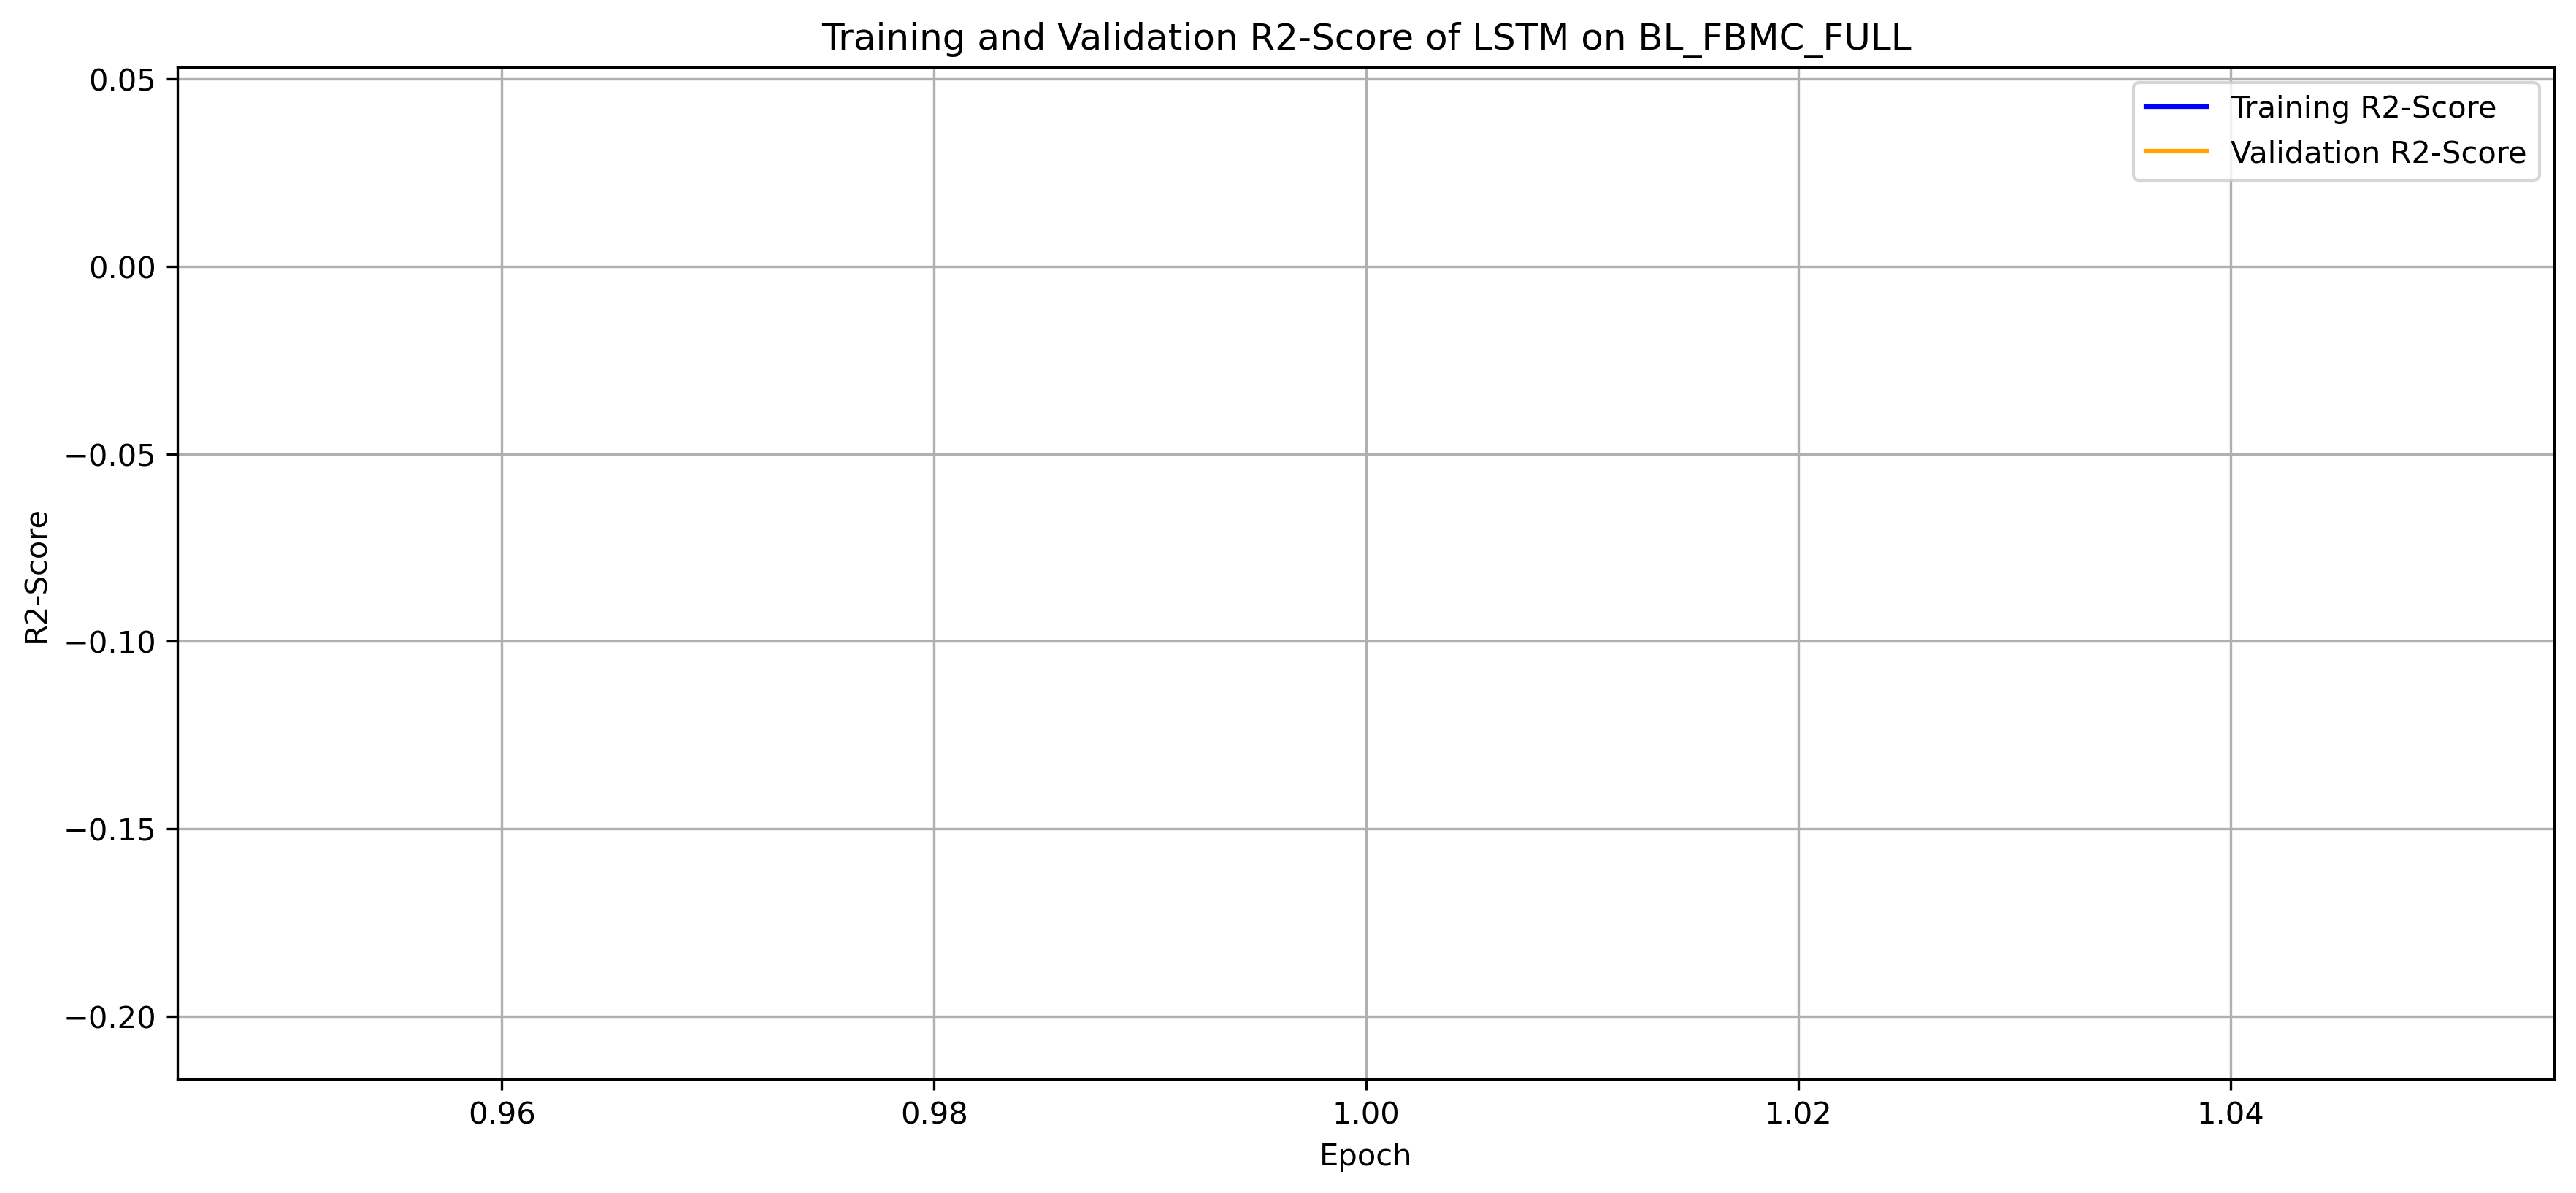 Training and Validation R2-Score of LSTM on BL_FBMC_FULL
Training R2-Score
Validation R2-Score
R2-Score
0.05
0.00
−0.05
−0.10
−0.15
−0.20
0.96
0.98
1.00
1.02
1.04
Epoch